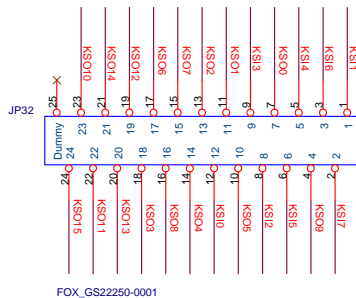 KSO10 KSO14 KSO12 KSO6 KSO7 KSO2 KSO1 KSI3 KSO0 KSI4 KSI6 KSI1
25 23 21 19 17 15 13 11 9 7 5 3 1
JP32
Dummy 23 21 19 17 15 13 11 9 7 5 3 1
24 22 20 18 16 14 12 10 8 6 4 2
24 22 20 18 16 14 12 10 8 6 4 2
KSO15 KSO11 KSO13 KSO3 KSO8 KSO4 KSI0 KSO5 KSI2 KSI5 KSO9 KSI7
FOX_GS22250-0001